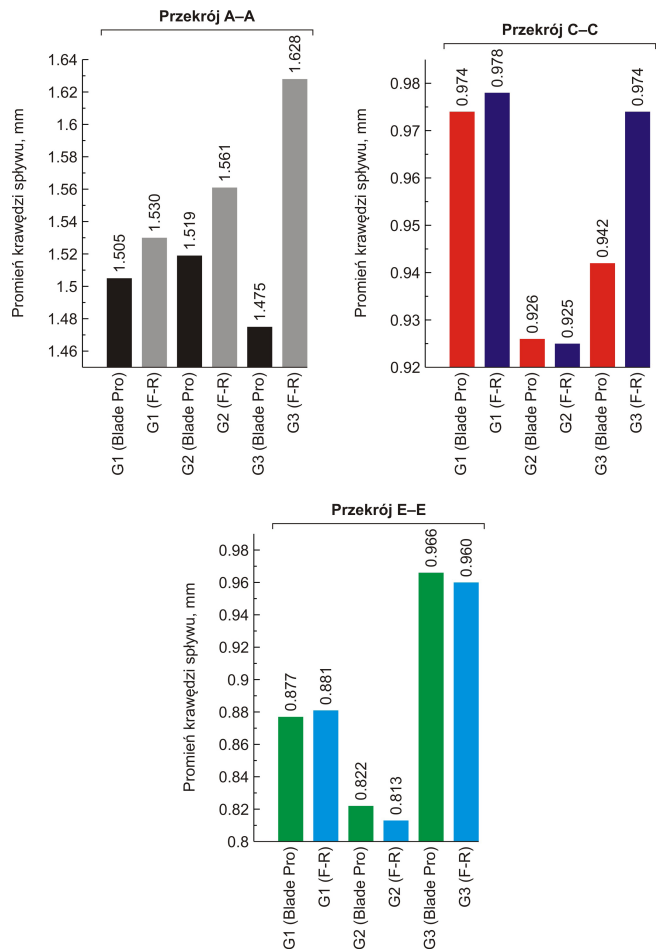 Przekrój A–A
Promień krawędzi spływu, mm
1.64
1.62
1.6
1.58
1.56
1.54
1.52
1.5
1.48
1.46
1.505
1.530
1.519
1.561
1.475
1.628
G1 (Blade Pro)
G1 (F-R)
G2 (Blade Pro)
G2 (F-R)
G3 (Blade Pro)
G3 (F-R)
Przekrój C–C
Promień krawędzi spływu, mm
0.98
0.97
0.96
0.95
0.94
0.93
0.92
0.974
0.978
0.926
0.925
0.942
0.974
G1 (Blade Pro)
G1 (F-R)
G2 (Blade Pro)
G2 (F-R)
G3 (Blade Pro)
G3 (F-R)
Przekrój E–E
Promień krawędzi spływu, mm
0.98
0.96
0.94
0.92
0.9
0.88
0.86
0.84
0.82
0.8
0.877
0.881
0.822
0.813
0.966
0.960
G1 (Blade Pro)
G1 (F-R)
G2 (Blade Pro)
G2 (F-R)
G3 (Blade Pro)
G3 (F-R)